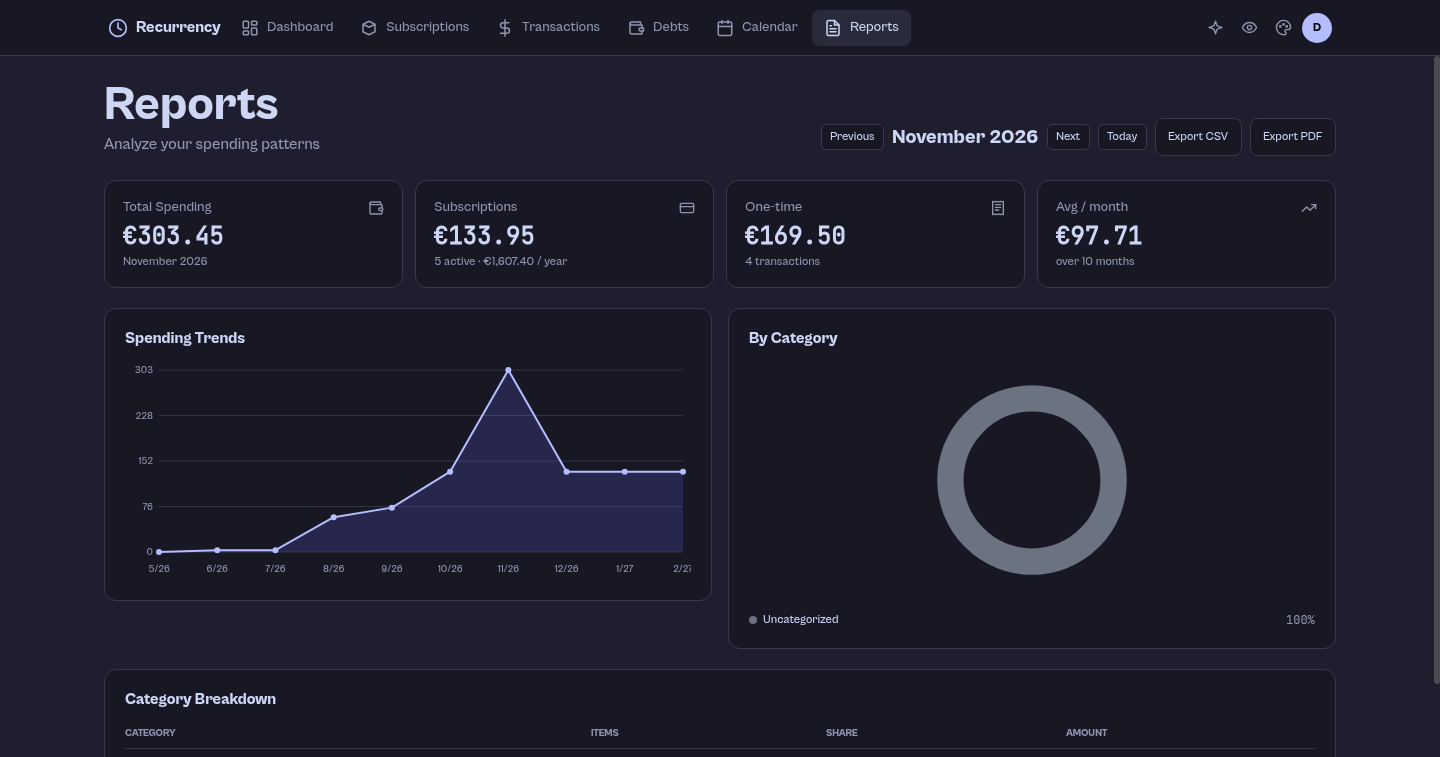 Recurrency Dashboard Subscriptions Transactions Debts Calendar Reports D
Reports
Analyze your spending patterns
Previous November 2026 Next Today Export CSV Export PDF
Total Spending
€303.45
November 2026
Subscriptions
€133.95
5 active · €1,607.40 / year
One-time
€169.50
4 transactions
Avg / month
€97.71
over 10 months
Spending Trends
303
228
152
76
0
5/26 6/26 7/26 8/26 9/26 10/26 11/26 12/26 1/27 2/27
By Category
Uncategorized 100%
Category Breakdown
CATEGORY ITEMS SHARE AMOUNT